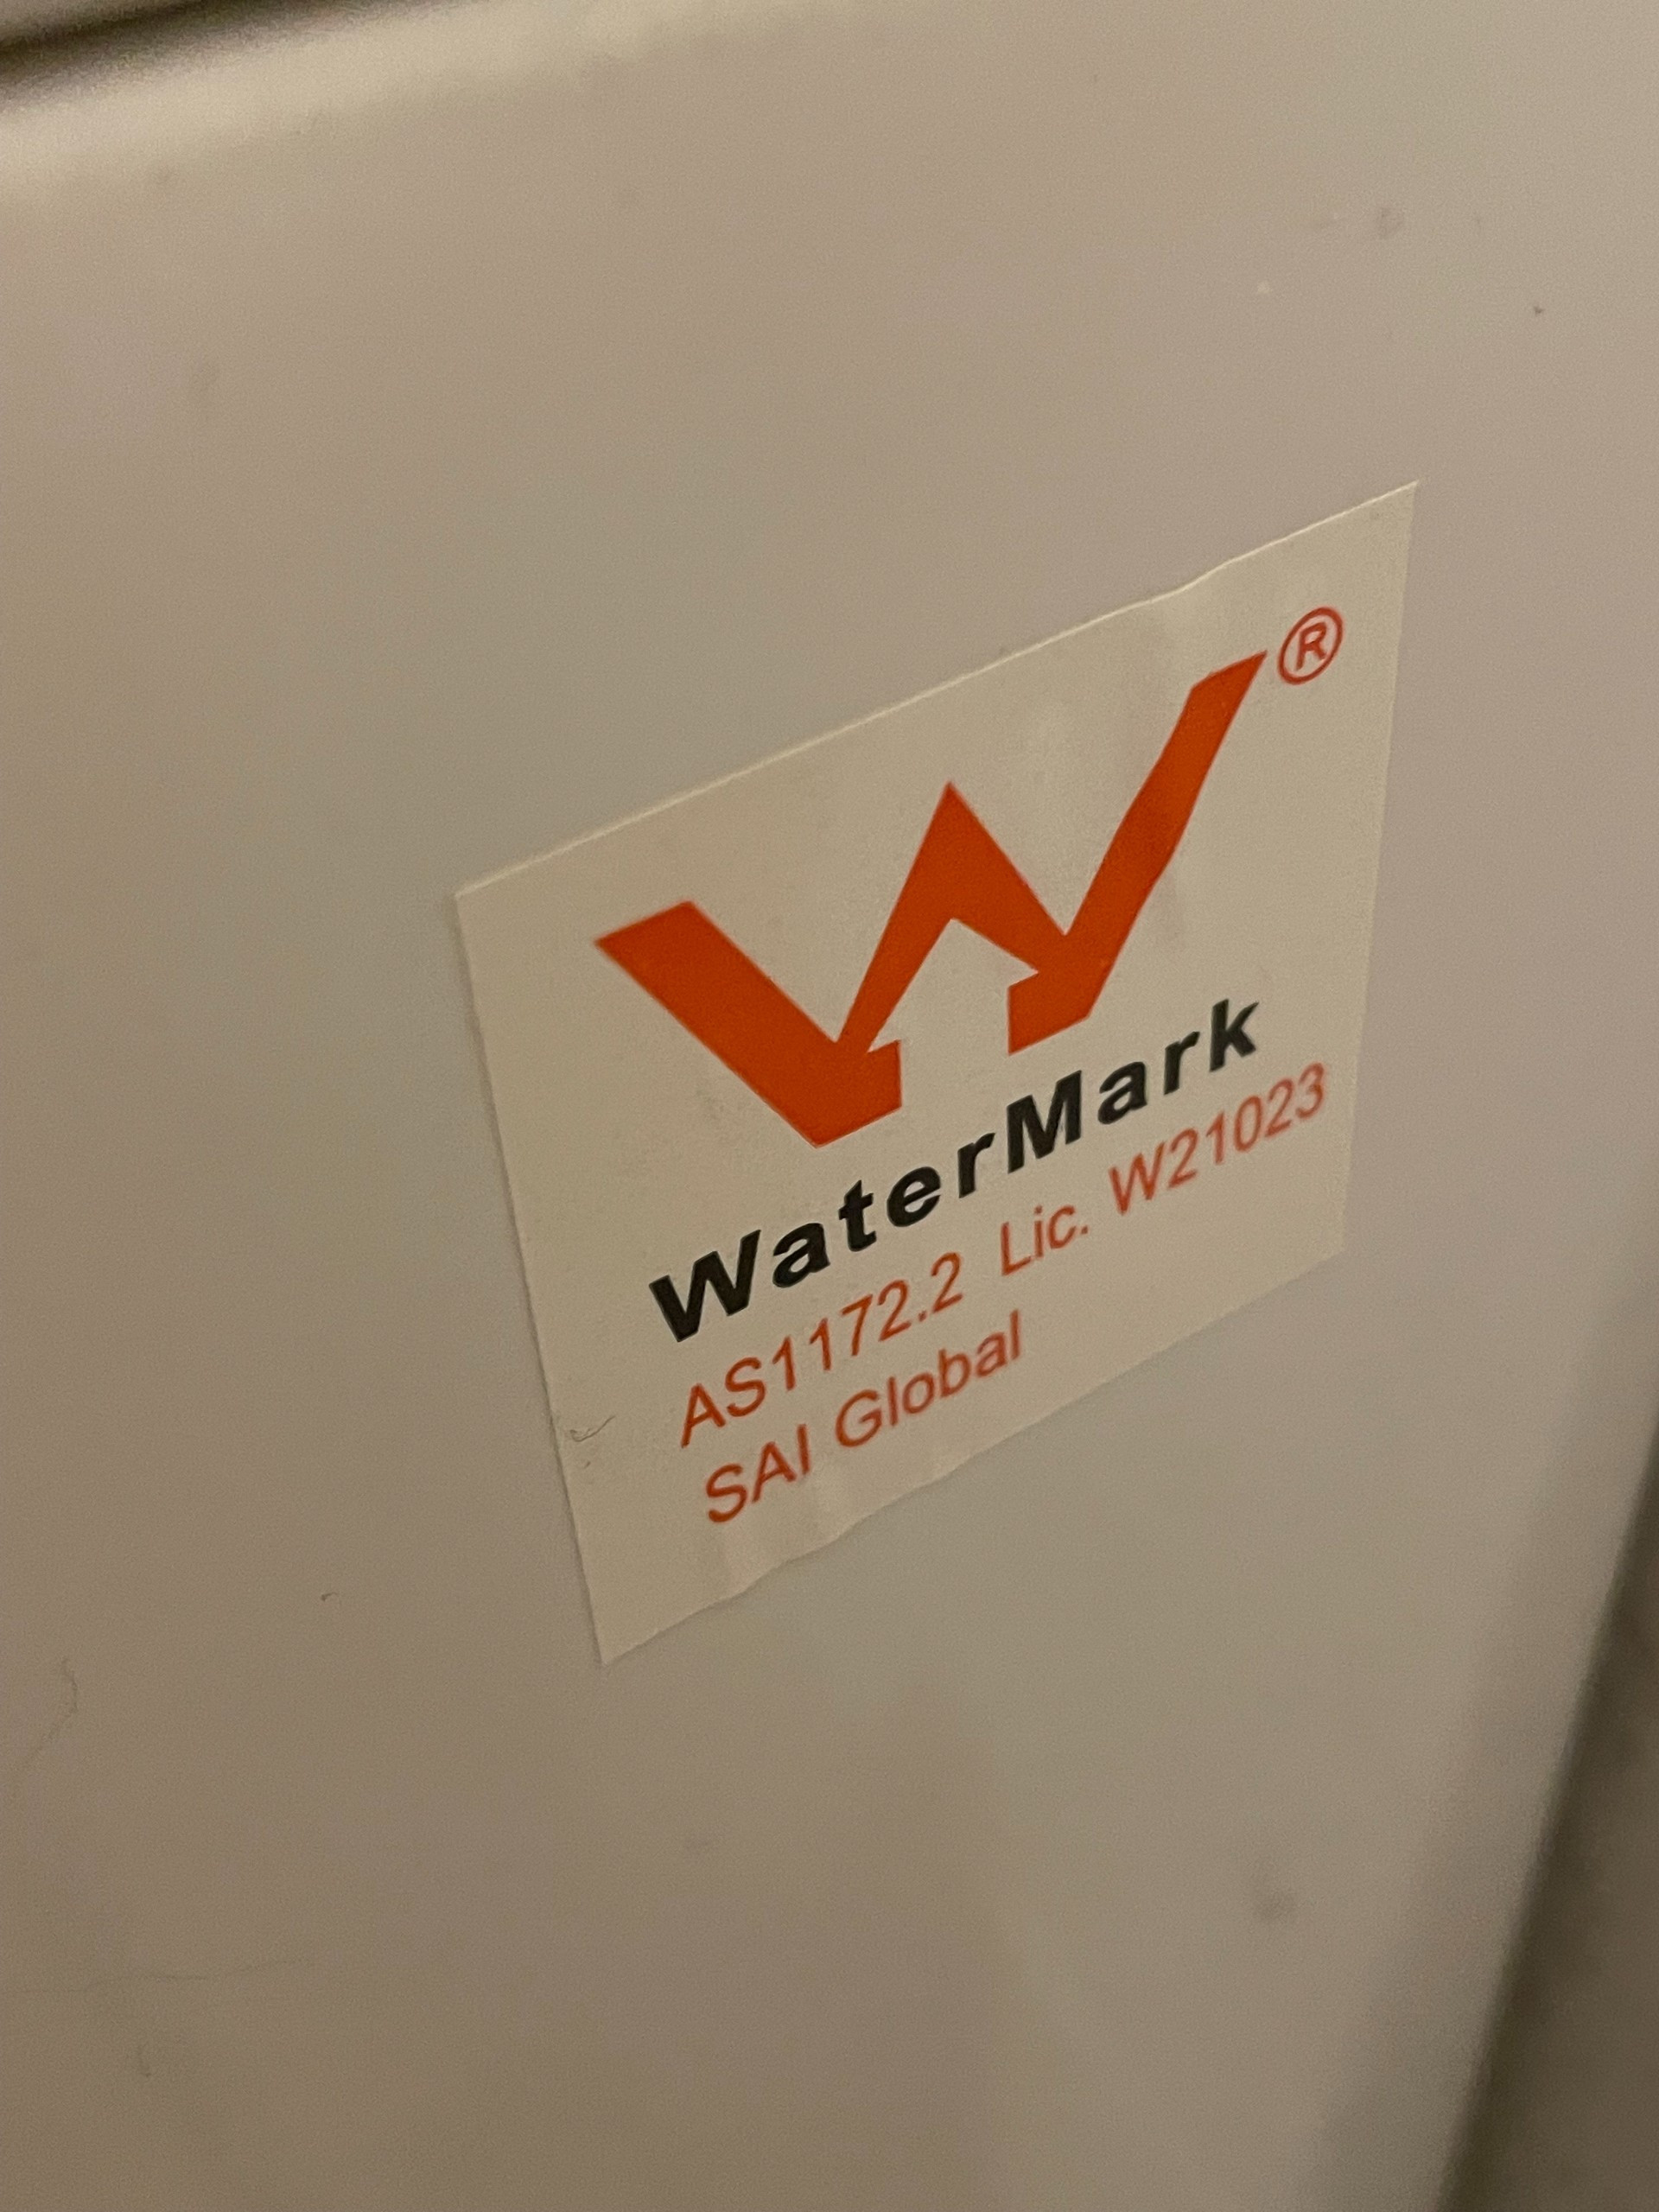 W®
WaterMark
AS1172.2 Lic. W21023
SAI Global